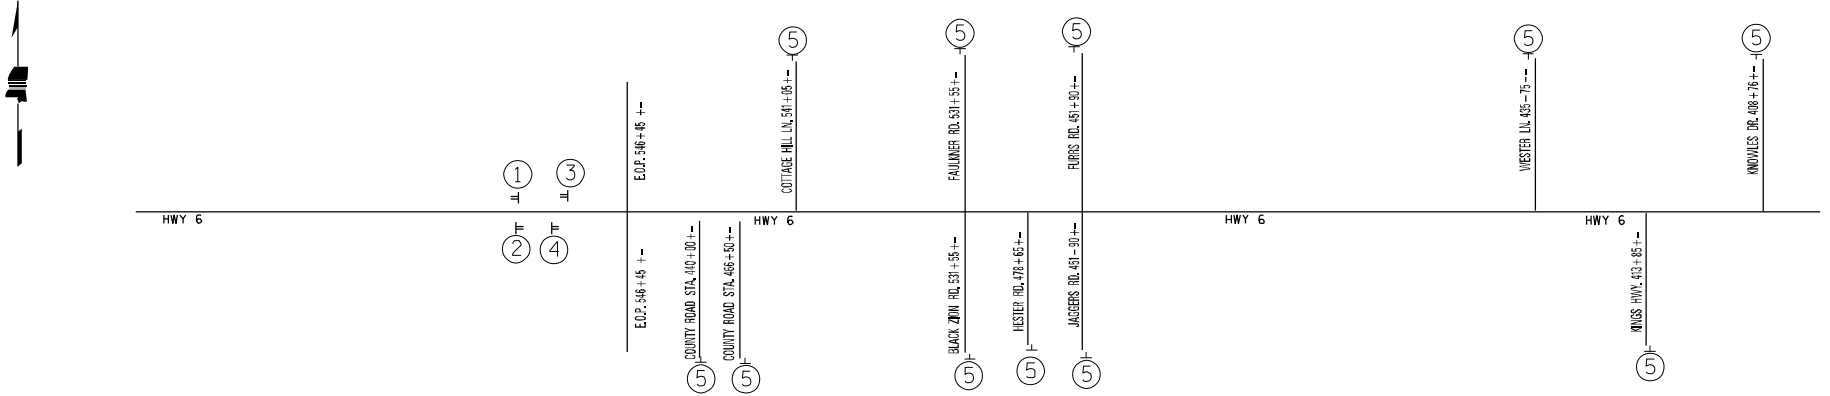 5
5
5
5
5
COTTAGE HILL LN. 541+05 +-
FAULKNER RD. 531+55 +-
FURRS RD. 451+90 +-
WESTER LN. 435-75 --
KNOWLES DR. 408+76 +-
E.O.P. 546+45 +-
1
3
HWY 6
HWY 6
HWY 6
HWY 6
2
4
E.O.P. 546+45 +-
COUNTY ROAD STA. 440+00 +-
COUNTY ROAD STA. 466+50 +-
BLACK ZION RD. 531+55 +-
HESTER RD. 478+65 +-
JAGGERS RD. 451-90 +-
KINGS HWY. 413+85 +-
5
5
5
5
5
5